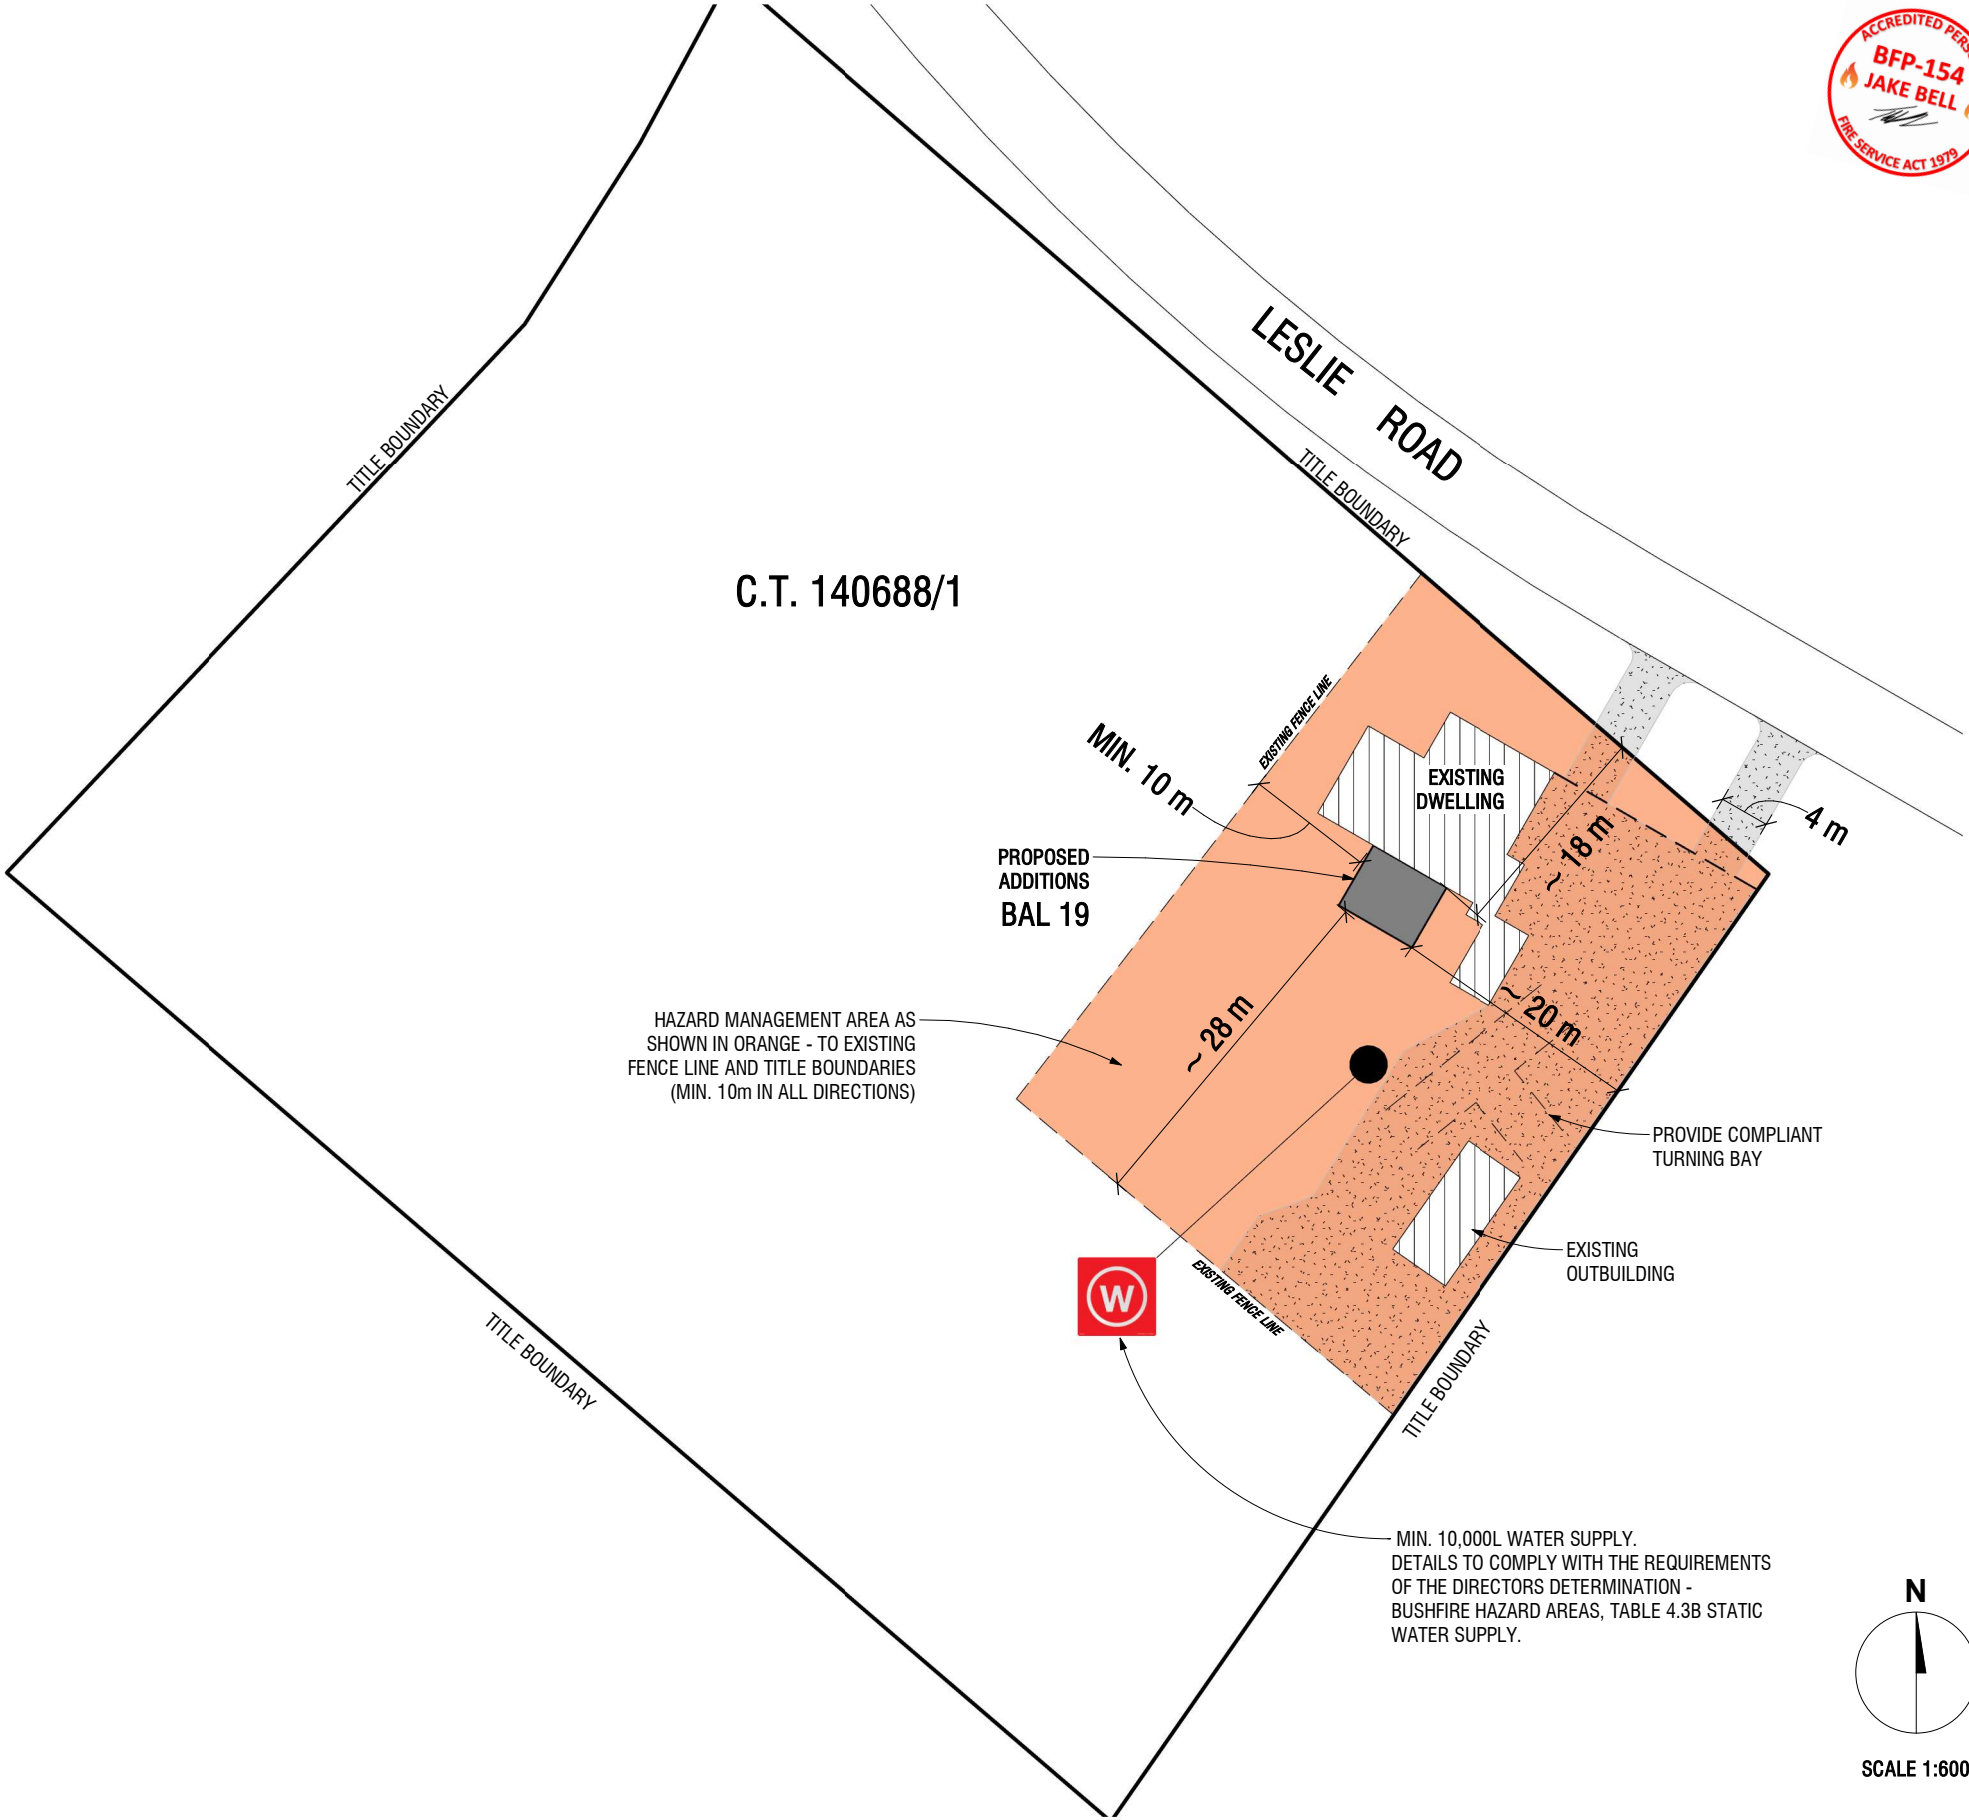 ACCREDITED
BFP-154
JAKE BELL
FIRE SERVICE ACT 1979
LESLIE ROAD
TITLE BOUNDARY
TITLE BOUNDARY
C.T. 140688/1
EXISTING FENCE LINE
MIN. 10 m
EXISTING
DWELLING
4 m
~ 18 m
PROPOSED
ADDITIONS
BAL 19
~ 28 m
~ 20 m
HAZARD MANAGEMENT AREA AS
SHOWN IN ORANGE - TO EXISTING
FENCE LINE AND TITLE BOUNDARIES
(MIN. 10m IN ALL DIRECTIONS)
PROVIDE COMPLIANT
TURNING BAY
EXISTING
OUTBUILDING
W
EXISTING FENCE LINE
TITLE BOUNDARY
TITLE BOUNDARY
MIN. 10,000L WATER SUPPLY.
DETAILS TO COMPLY WITH THE REQUIREMENTS
OF THE DIRECTORS DETERMINATION -
BUSHFIRE HAZARD AREAS, TABLE 4.3B STATIC
WATER SUPPLY.
N
SCALE 1:600